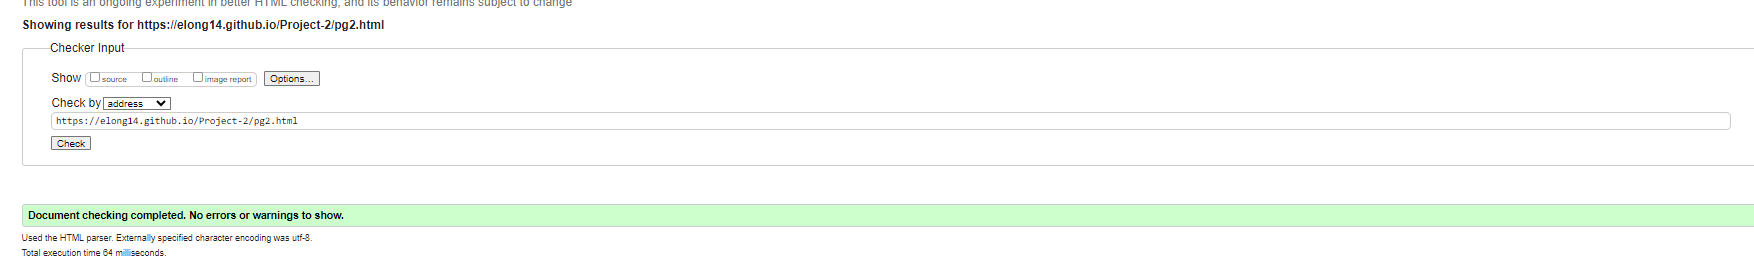 This tool is an ongoing experiment in better HTML checking, and its behavior remains subject to change
Showing results for https://elong14.github.io/Project-2/pg2.html
Checker Input
Show source outline image report Options...
Check by address
https://elong14.github.io/Project-2/pg2.html
Check
Document checking completed. No errors or warnings to show.
Used the HTML parser. Externally specified character encoding was utf-8.
Total execution time 64 milliseconds.